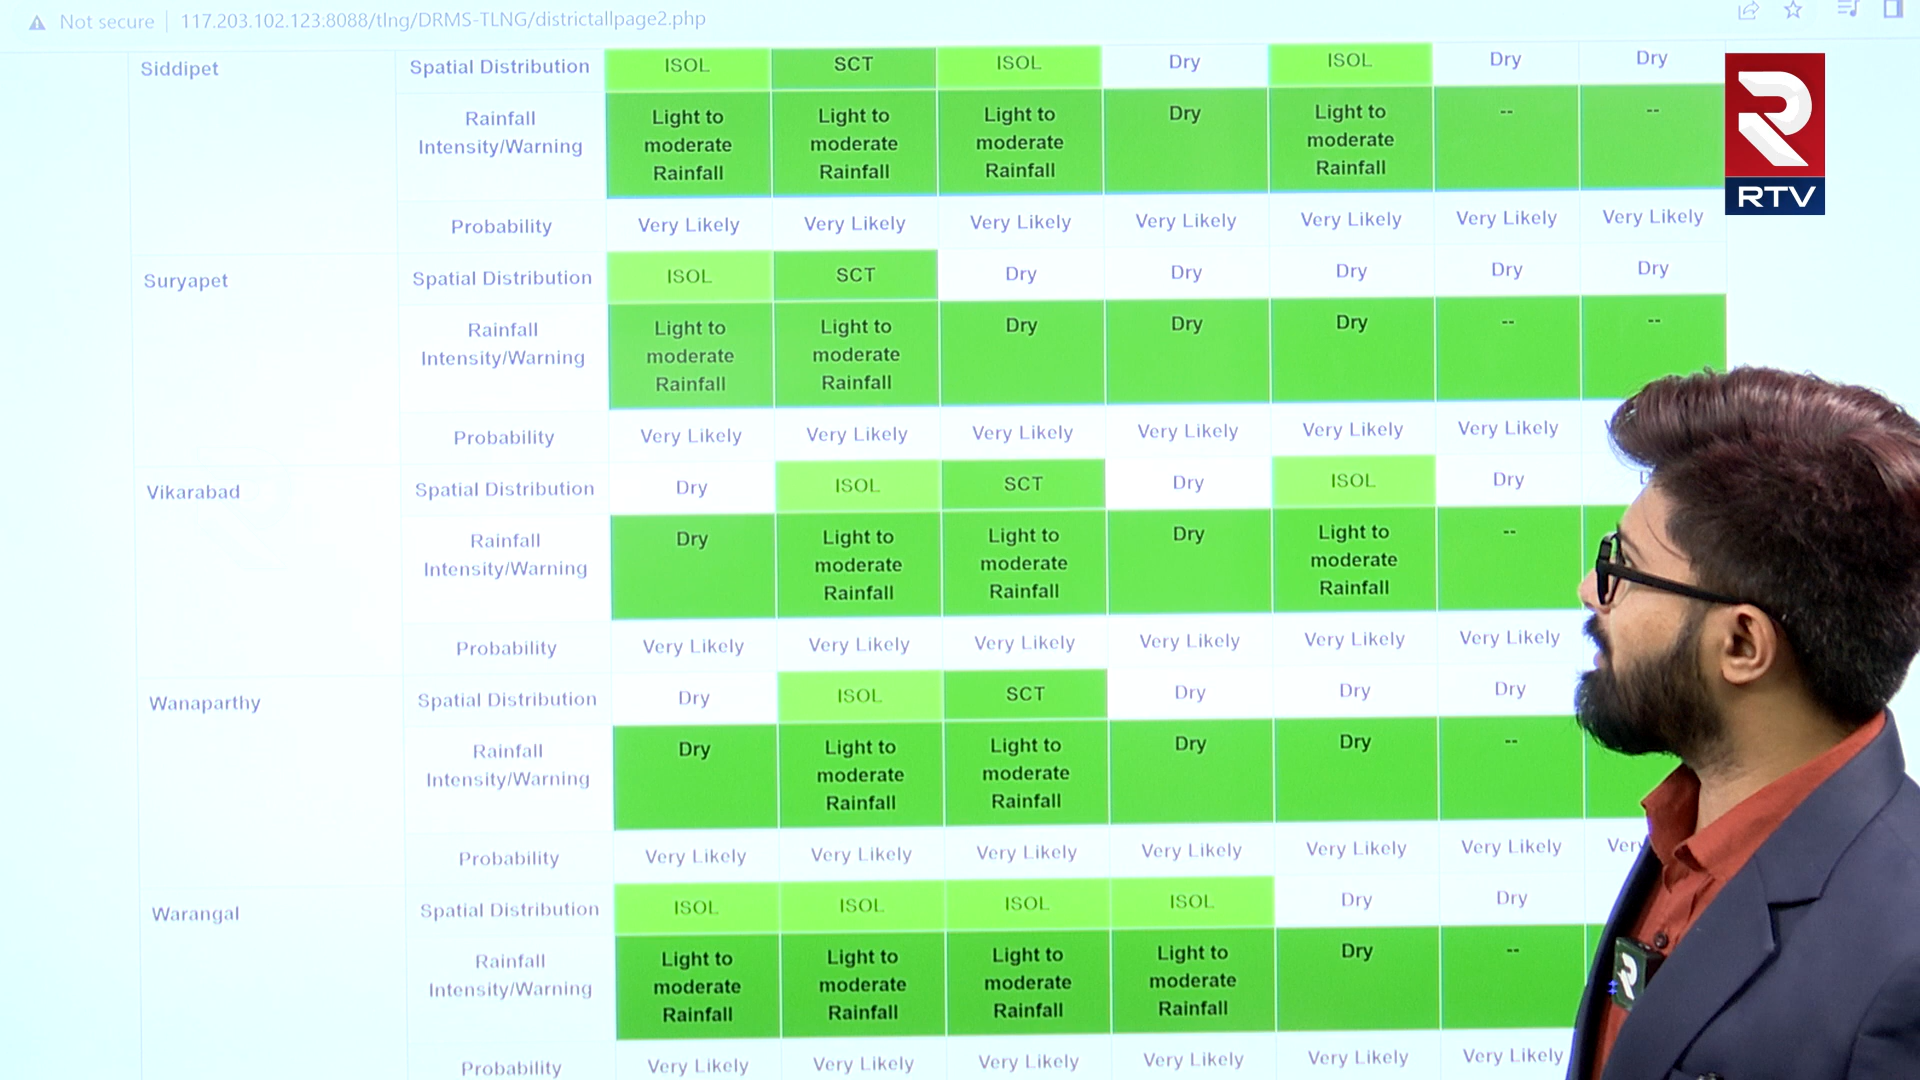 Not secure 117.203.102.123:8088/tlng/DRMS-TLNG/districtallpage2.php
Siddipet Spatial Distribution ISOL SCT ISOL Dry ISOL Dry Dry
Rainfall Intensity/Warning Light to moderate Rainfall Light to moderate Rainfall Light to moderate Rainfall Dry Light to moderate Rainfall -- --
Probability Very Likely Very Likely Very Likely Very Likely Very Likely Very Likely Very Likely
RTV
Suryapet Spatial Distribution ISOL SCT Dry Dry Dry Dry Dry
Rainfall Intensity/Warning Light to moderate Rainfall Light to moderate Rainfall Dry Dry Dry -- --
Probability Very Likely Very Likely Very Likely Very Likely Very Likely Very Likely
Vikarabad Spatial Distribution Dry ISOL SCT Dry ISOL Dry
Rainfall Intensity/Warning Dry Light to moderate Rainfall Light to moderate Rainfall Dry Light to moderate Rainfall --
Probability Very Likely Very Likely Very Likely Very Likely Very Likely Very Likely
Wanaparthy Spatial Distribution Dry ISOL SCT Dry Dry Dry
Rainfall Intensity/Warning Dry Light to moderate Rainfall Light to moderate Rainfall Dry Dry --
Probability Very Likely Very Likely Very Likely Very Likely Very Likely Very Likely Very
Warangal Spatial Distribution ISOL ISOL ISOL ISOL Dry Dry
Rainfall Intensity/Warning Light to moderate Rainfall Light to moderate Rainfall Light to moderate Rainfall Light to moderate Rainfall Dry --
Probability Very Likely Very Likely Very Likely Very Likely Very Likely Very Likely